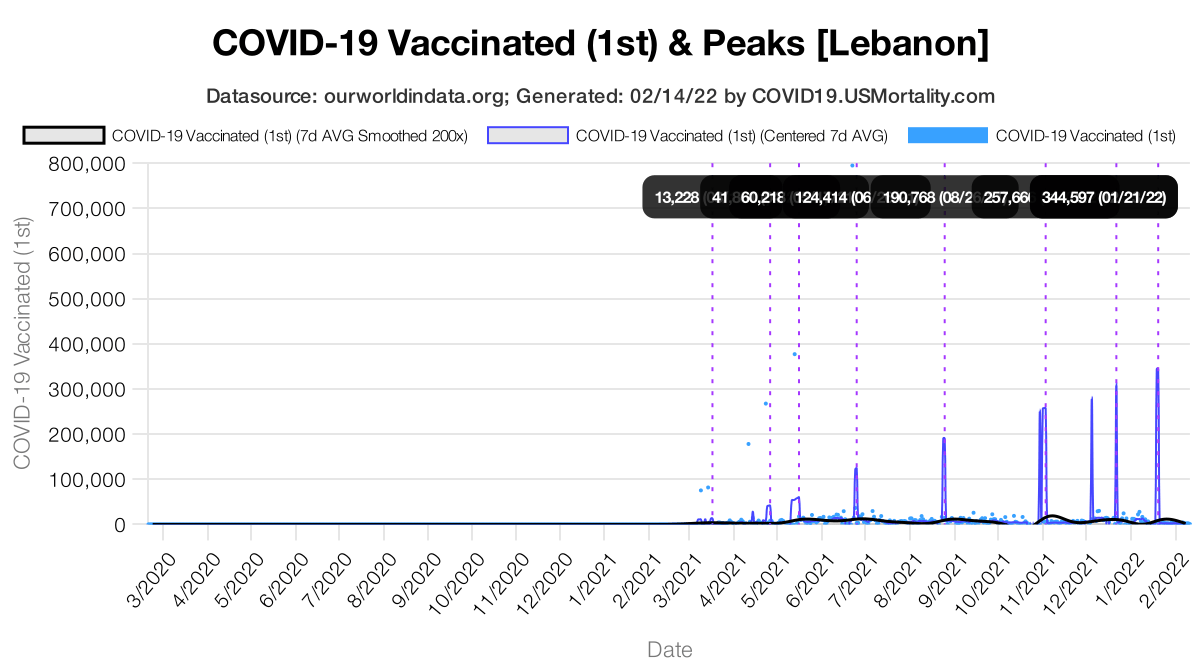 COVID-19 Vaccinated (1st) & Peaks [Lebanon]
Datasource: ourworldindata.org; Generated: 02/14/22 by COVID19.USMortality.com
COVID-19 Vaccinated (1st) (7d AVG Smoothed 200x) COVID-19 Vaccinated (1st) (Centered 7d AVG) COVID-19 Vaccinated (1st)
COVID-19 Vaccinated (1st)
800,000
13,228 60,218 124,414 (06 190,768 (08/2 344,597 (01/21/22)
700,000
600,000
500,000
400,000
300,000
200,000
100,000
0
3/2020 4/2020 5/2020 6/2020 7/2020 8/2020 9/2020 10/2020 11/2020 12/2020 1/2021 2/2021 3/2021 4/2021 5/2021 6/2021 7/2021 8/2021 9/2021 10/2021 11/2021 12/2021 1/2022 2/2022
Date